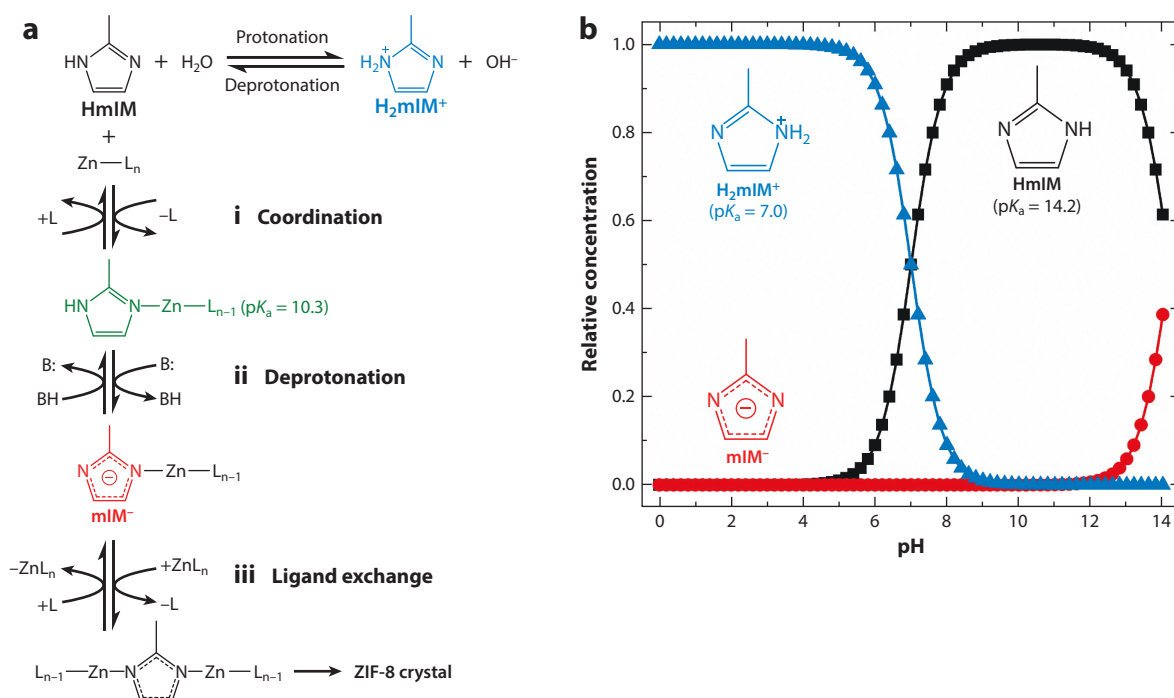 a
HN N + H₂O Protonation Deprotonation H₂N⁺ N + OH⁻
HmIM H₂mIM⁺
+
Zn—Lₙ
+L –L i Coordination
HN N—Zn—Lₙ₋₁ (pKₐ = 10.3)
B: B: ii Deprotonation
BH BH
N N—Zn—Lₙ₋₁
–
mIM⁻
–ZnLₙ +ZnLₙ iii Ligand exchange
+L –L
Lₙ₋₁—Zn—N N—Zn—Lₙ₋₁ ZIF-8 crystal
b
Relative concentration
1.0
0.8
0.6
0.4
0.2
0.0
N NH₂
+
H₂mIM⁺
(pKₐ = 7.0)
N NH
HmIM
(pKₐ = 14.2)
N N
–
mIM⁻
0 2 4 6 8 10 12 14
pH